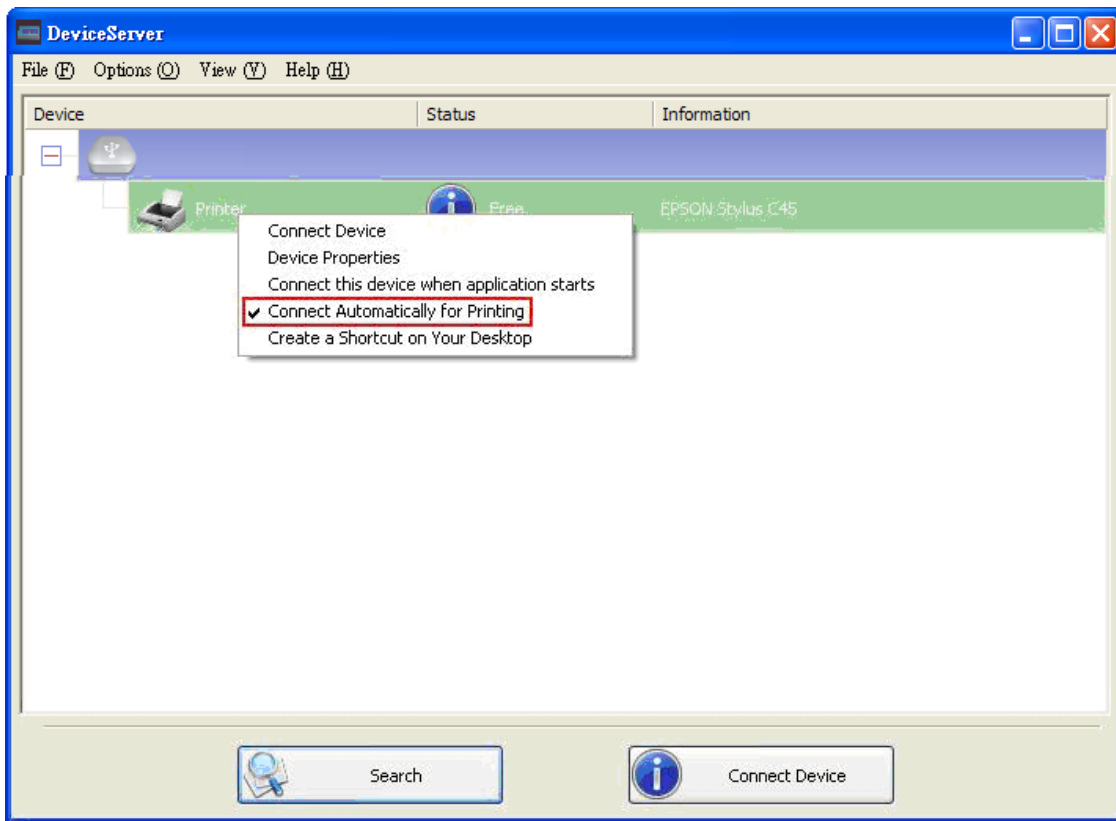 DeviceServer
File (F) Options (O) View (V) Help (H)
Device Status Information
Printer Free.. EPSON Stylus C45
Connect Device
Device Properties
Connect this device when application starts
✓ Connect Automatically for Printing
Create a Shortcut on Your Desktop
Search Connect Device